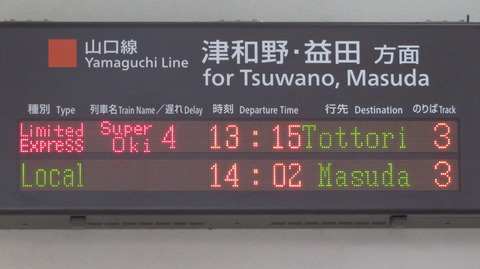 山口線 津和野・益田 方面
Yamaguchi Line for Tsuwano, Masuda
種別 Type 列車名 Train Name／遅れ Delay 時刻 Departure Time 行先 Destination のりば Track
Limited Express Super Oki 4 13:15 Tottori 3
Local 14:02 Masuda 3